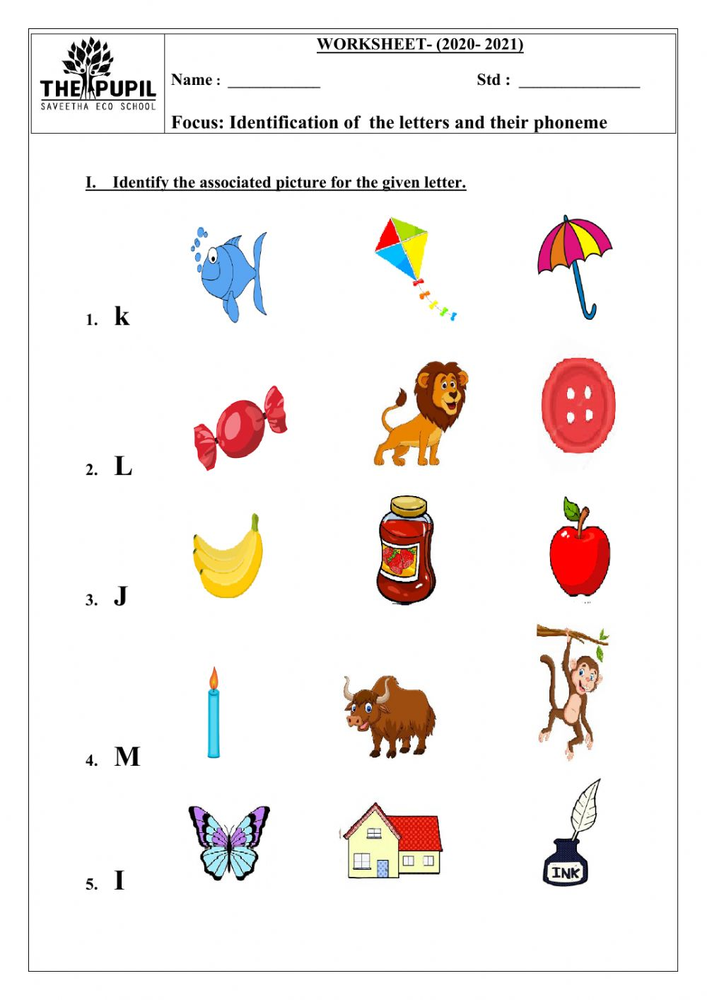 WORKSHEET- (2020- 2021)
THE PUPIL
SAVEETHA ECO SCHOOL
Name : ____________ Std : ________________
Focus: Identification of the letters and their phoneme
I. Identify the associated picture for the given letter.
1. k
2. L
3. J
4. M
5. I
INK